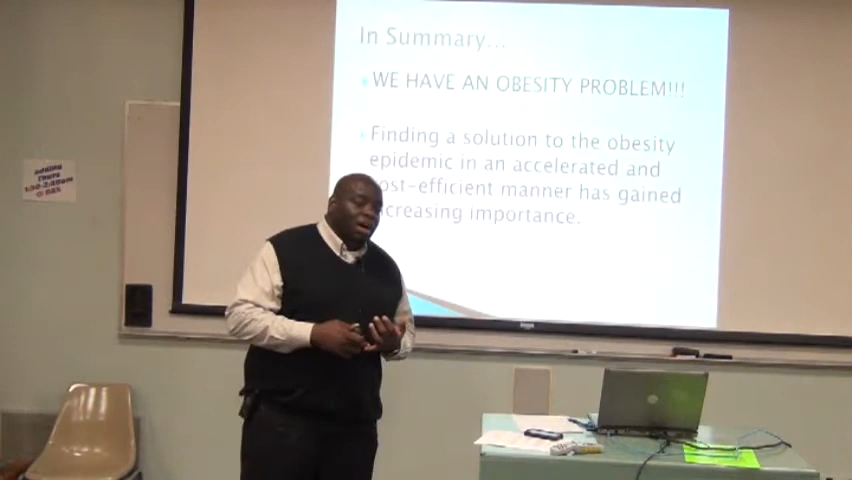 In Summary...
WE HAVE AN OBESITY PROBLEM!!!
Finding a solution to the obesity
epidemic in an accelerated and
ost-efficient manner has gained
creasing importance.